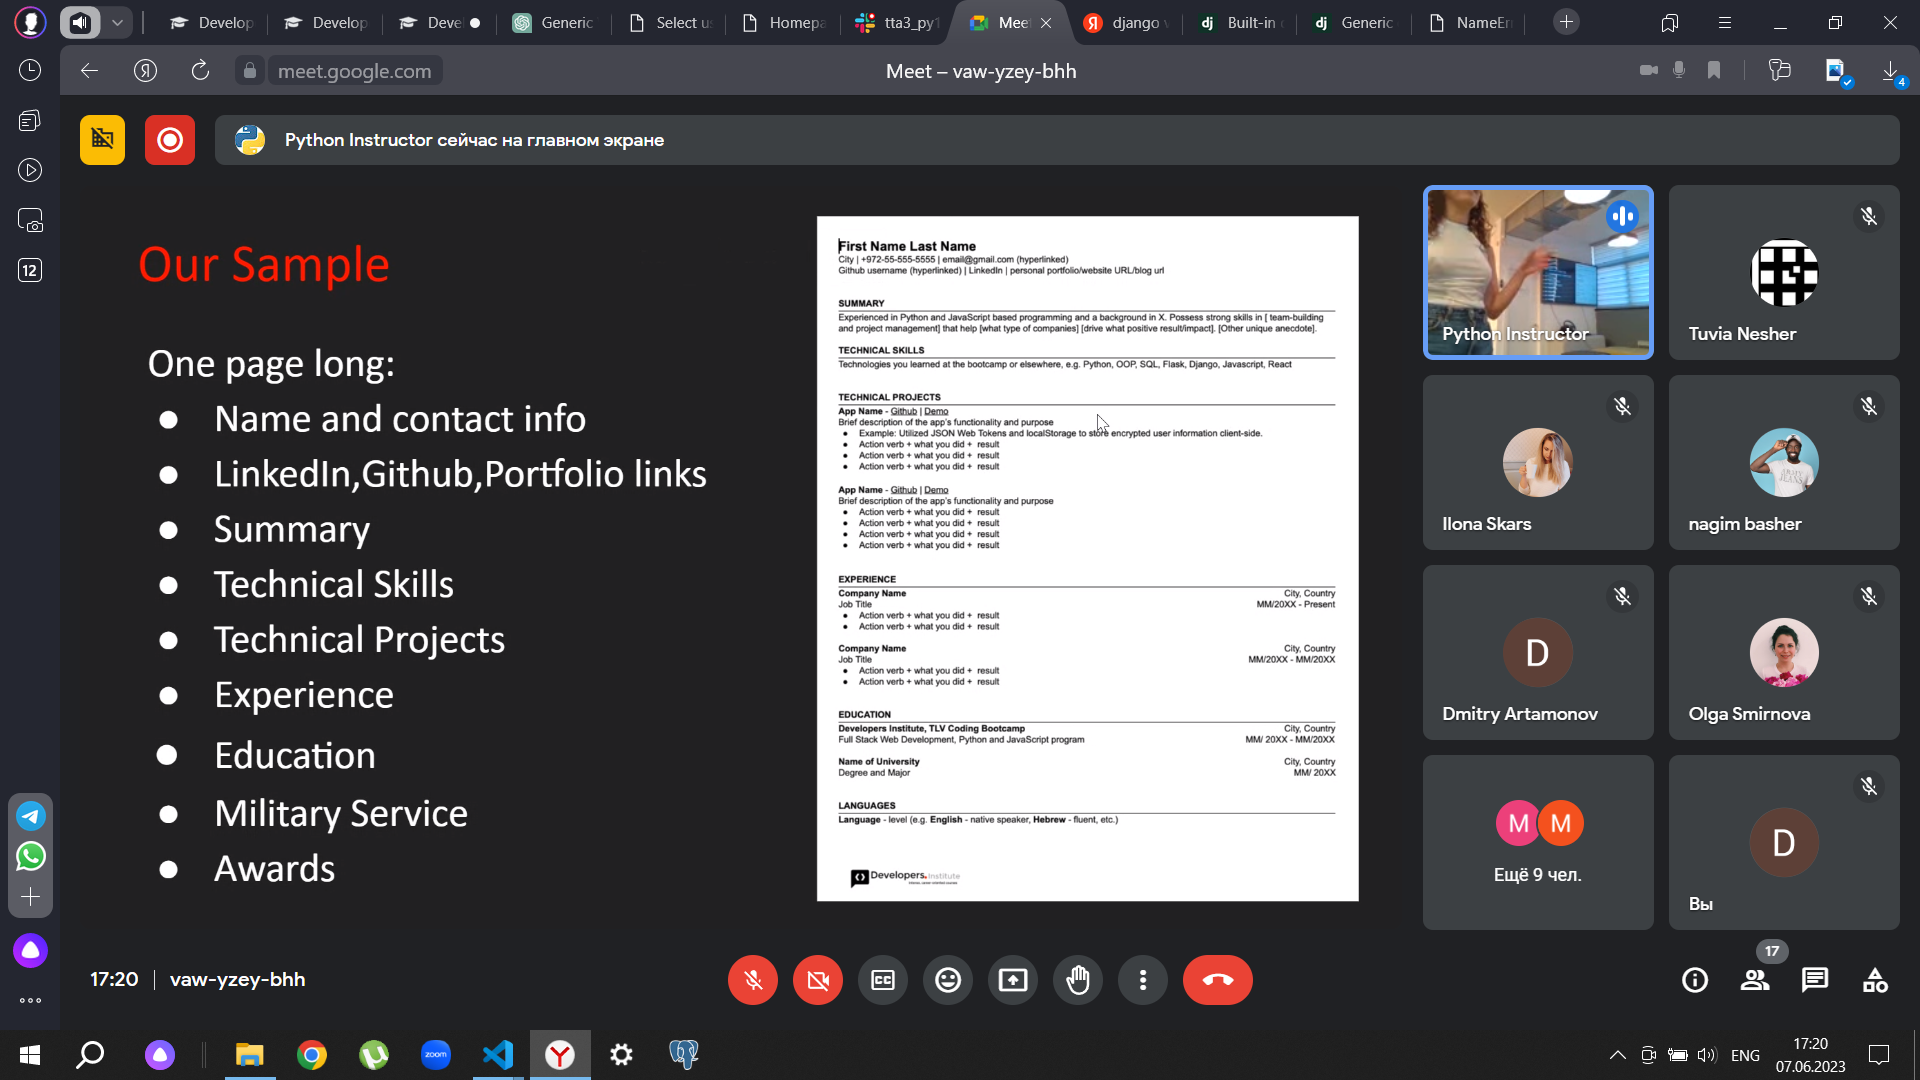 Develop
Develop
Deve
Generic
Select u
Homepa
tta3_py1
Meet
django v
Built-in c
Generic
NameEr
meet.google.com
Meet – vaw-yzey-bhh
4
12
Python Instructor сейчас на главном экране
Our Sample
One page long:
Name and contact info
LinkedIn,Github,Portfolio links
Summary
Technical Skills
Technical Projects
Experience
Education
Military Service
Awards
First Name Last Name
City | +972-55-555-5555 | email@gmail.com (hyperlinked)
Github username (hyperlinked) | LinkedIn | personal portfolio/website URL/blog url
SUMMARY
Experienced in Python and JavaScript based programming and a background in X. Possess strong skills in [ team-building
and project management] that help [what type of companies] [drive what positive result/impact]. [Other unique anecdote].
TECHNICAL SKILLS
Technologies you learned at the bootcamp or elsewhere, e.g. Python, OOP, SQL, Flask, Django, Javascript, React
TECHNICAL PROJECTS
App Name - Github | Demo
Brief description of the app's functionality and purpose
Example: Utilized JSON Web Tokens and localStorage to store encrypted user information client-side.
Action verb + what you did + result
Action verb + what you did + result
Action verb + what you did + result
App Name - Github | Demo
Brief description of the app's functionality and purpose
Action verb + what you did + result
Action verb + what you did + result
Action verb + what you did + result
Action verb + what you did + result
EXPERIENCE
Company Name City, Country
Job Title MM/20XX - Present
Action verb + what you did + result
Action verb + what you did + result
Company Name City, Country
Job Title MM/20XX - MM/20XX
Action verb + what you did + result
Action verb + what you did + result
EDUCATION
Developers Institute, TLV Coding Bootcamp City, Country
Full Stack Web Development, Python and JavaScript program MM/ 20XX - MM/20XX
Name of University City, Country
Degree and Major MM/ 20XX
LANGUAGES
Language - level (e.g. English - native speaker, Hebrew - fluent, etc.)
Developers.Institute
Python Instructor
Tuvia Nesher
Ilona Skars
nagim basher
D
Dmitry Artamonov
Olga Smirnova
M M
Ещё 9 чел.
D
Вы
17:20 | vaw-yzey-bhh
CC
17
zoom
ENG
17:20
07.06.2023